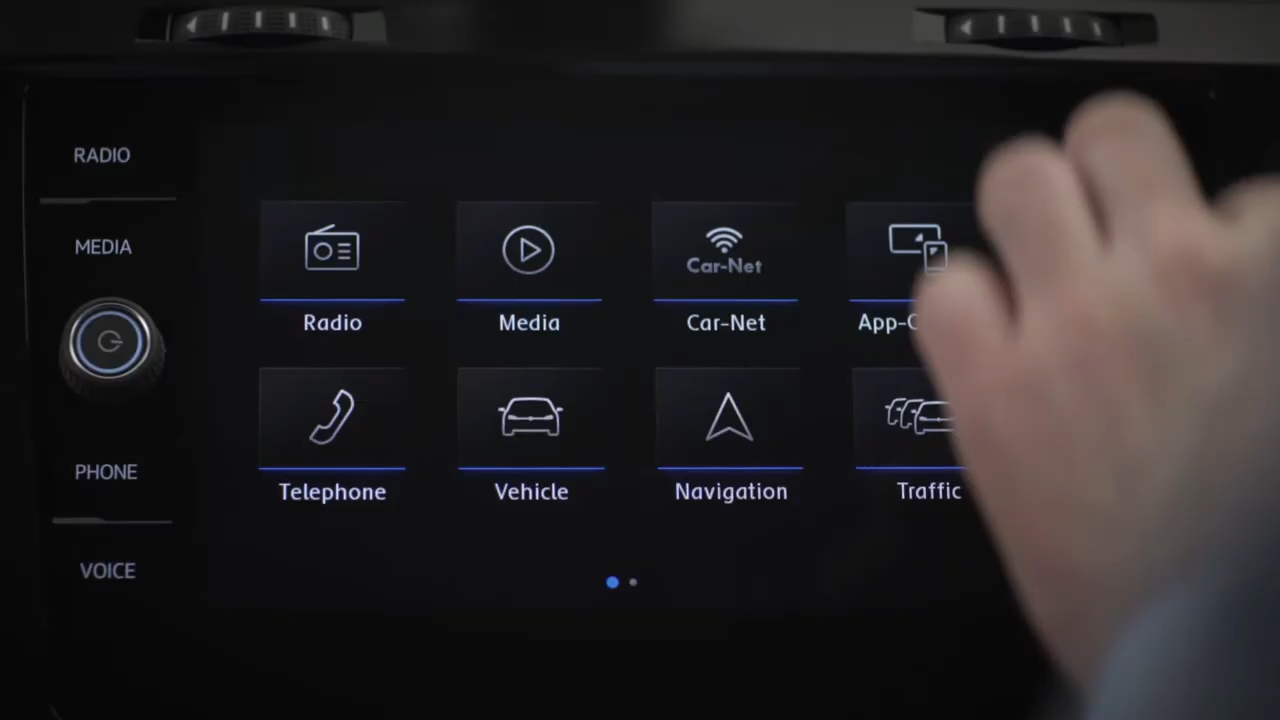 RADIO
MEDIA
PHONE
VOICE
Car-Net
Radio
Media
Car-Net
Telephone
Vehicle
Navigation
Traffic